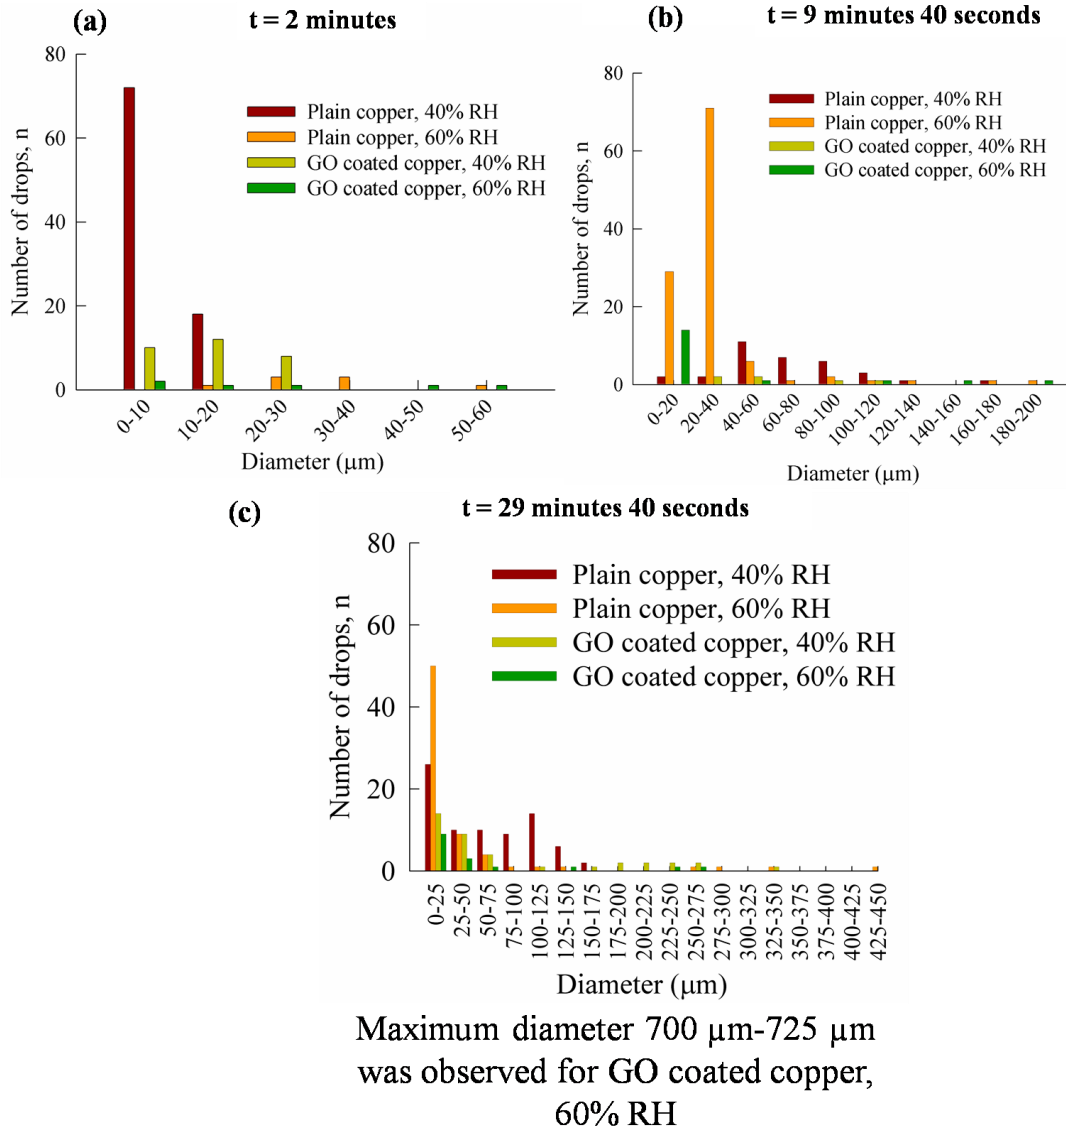 (a)
t = 2 minutes
80
60
40
20
0
Number of drops, n
Plain copper, 40% RH
Plain copper, 60% RH
GO coated copper, 40% RH
GO coated copper, 60% RH
0-10
10-20
20-30
30-40
40-50
50-60
Diameter (µm)
(b)
t = 9 minutes 40 seconds
80
60
40
20
0
Number of drops, n
Plain copper, 40% RH
Plain copper, 60% RH
GO coated copper, 40% RH
GO coated copper, 60% RH
0-20
20-40
40-60
60-80
80-100
100-120
120-140
140-160
160-180
180-200
Diameter (µm)
(c)
t = 29 minutes 40 seconds
80
60
40
20
0
Number of drops, n
Plain copper, 40% RH
Plain copper, 60% RH
GO coated copper, 40% RH
GO coated copper, 60% RH
0-25
25-50
50-75
75-100
100-125
125-150
150-175
175-200
200-225
225-250
250-275
275-300
325-350
350-375
375-400
400-425
425-450
Diameter (µm)
Maximum diameter 700 µm-725 µm
was observed for GO coated copper,
60% RH